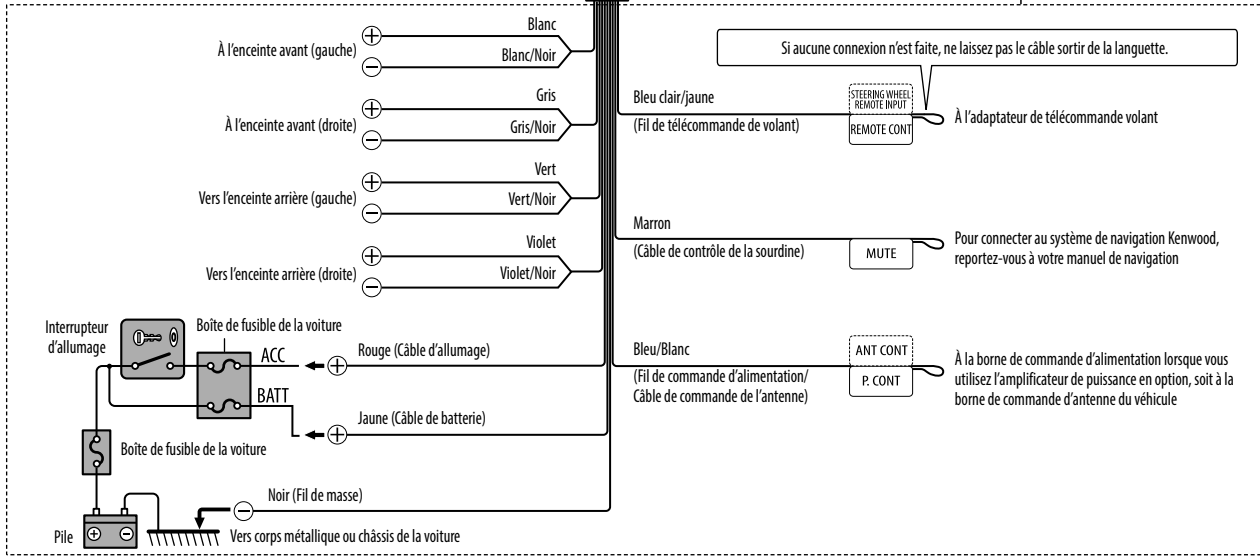 Blanc
À l'enceinte avant (gauche)
Blanc/Noir
Gris
À l'enceinte avant (droite)
Gris/Noir
Vert
Vers l'enceinte arrière (gauche)
Vert/Noir
Violet
Vers l'enceinte arrière (droite)
Violet/Noir
Interrupteur
d'allumage
Boîte de fusible de la voiture
ACC
Rouge (Câble d'allumage)
BATT
Jaune (Câble de batterie)
Boîte de fusible de la voiture
Noir (Fil de masse)
Pile
Vers corps métallique ou châssis de la voiture
Si aucune connexion n'est faite, ne laissez pas le câble sortir de la languette.
Bleu clair/jaune
(Fil de télécommande de volant)
STEERING WHEEL
REMOTE INPUT
REMOTE CONT
À l'adaptateur de télécommande volant
Marron
(Câble de contrôle de la sourdine)
MUTE
Pour connecter au système de navigation Kenwood,
reportez-vous à votre manuel de navigation
Bleu/Blanc
(Fil de commande d'alimentation/
Câble de commande de l'antenne)
ANT CONT
P. CONT
À la borne de commande d'alimentation lorsque vous
utilisez l'amplificateur de puissance en option, soit à la
borne de commande d'antenne du véhicule